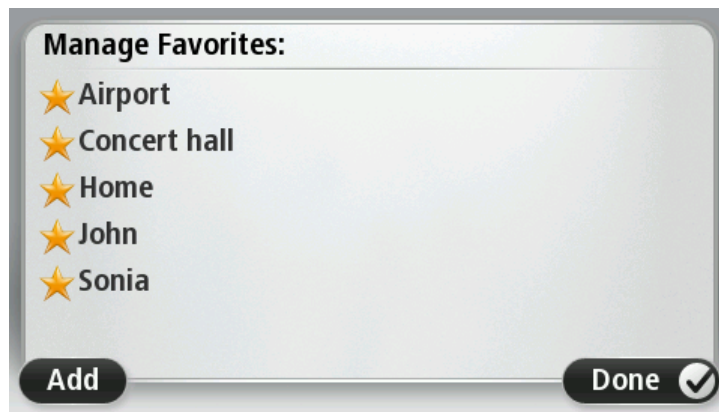 Manage Favorites:
Airport
Concert hall
Home
John
Sonia
Add
Done